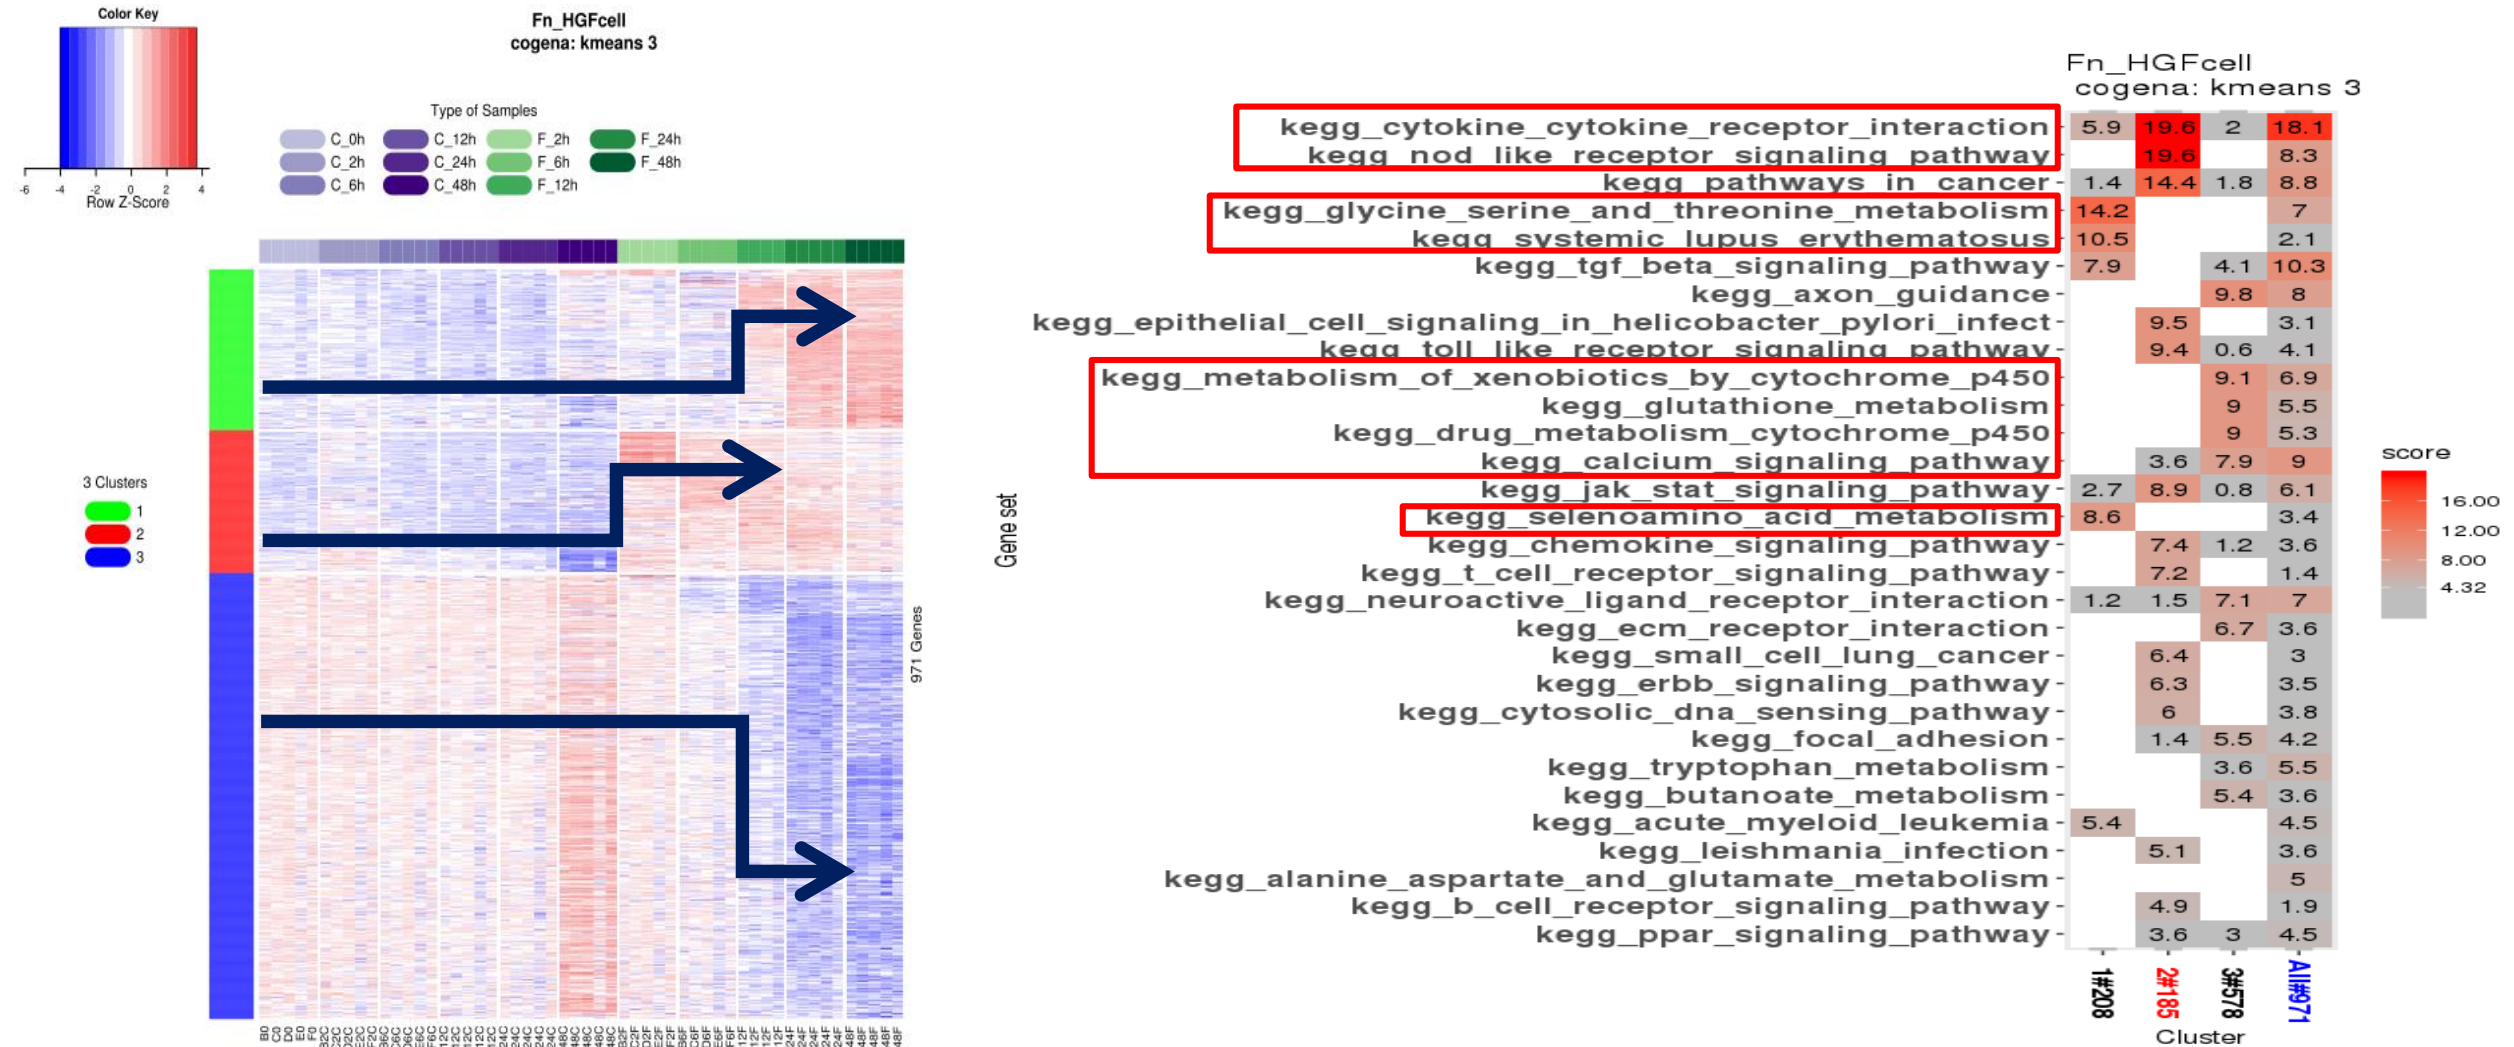 Color Key
-6 -4 -2 0 2 4
Row Z-Score
Fn_HGFcell
cogena: kmeans 3
Type of Samples
C_0h C_12h F_2h F_24h
C_2h C_24h F_6h F_48h
C_6h C_48h F_12h
3 Clusters
1
2
3
971 Genes
B0 C0 D0 E0 F0
Fn_HGFcell
cogena: kmeans 3
Gene set
kegg_cytokine_cytokine_receptor_interaction 5.9 19.6 2 18.1
kegg_nod_like_receptor_signaling_pathway 19.6 8.3
kegg_pathways_in_cancer 1.4 14.4 1.8 8.8
kegg_glycine_serine_and_threonine_metabolism 14.2 7
kegg_systemic_lupus_erythematosus 10.5 2.1
kegg_tgf_beta_signaling_pathway 7.9 4.1 10.3
kegg_axon_guidance 9.8 8
kegg_epithelial_cell_signaling_in_helicobacter_pylori_infect 9.5 3.1
kegg_toll_like_receptor_signaling_pathway 9.4 0.6 4.1
kegg_metabolism_of_xenobiotics_by_cytochrome_p450 9.1 6.9
kegg_glutathione_metabolism 9 5.5
kegg_drug_metabolism_cytochrome_p450 9 5.3
kegg_calcium_signaling_pathway 3.6 7.9 9
kegg_jak_stat_signaling_pathway 2.7 8.9 0.8 6.1
kegg_selenoamino_acid_metabolism 8.6 3.4
kegg_chemokine_signaling_pathway 7.4 1.2 3.6
kegg_t_cell_receptor_signaling_pathway 7.2 1.4
kegg_neuroactive_ligand_receptor_interaction 1.2 1.5 7.1 7
kegg_ecm_receptor_interaction 6.7 3.6
kegg_small_cell_lung_cancer 6.4 3
kegg_erbb_signaling_pathway 6.3 3.5
kegg_cytosolic_dna_sensing_pathway 6 3.8
kegg_focal_adhesion 1.4 5.5 4.2
kegg_tryptophan_metabolism 3.6 5.5
kegg_butanoate_metabolism 5.4 3.6
kegg_acute_myeloid_leukemia 5.4 4.5
kegg_leishmania_infection 5.1 3.6
kegg_alanine_aspartate_and_glutamate_metabolism 5
kegg_b_cell_receptor_signaling_pathway 4.9 1.9
kegg_ppar_signaling_pathway 3.6 3 4.5
1#208 2#185 3#578 All#971
Cluster
score
16.00
12.00
8.00
4.32